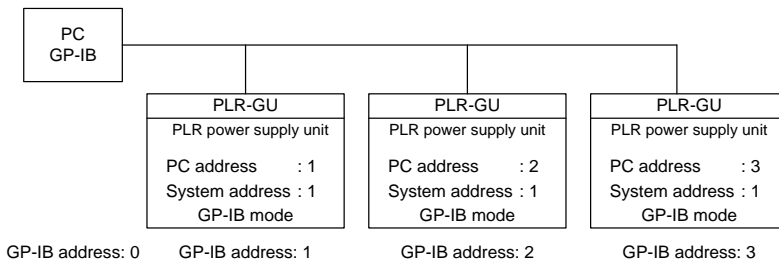 PC
GP-IB
PLR-GU
PLR power supply unit
PC address : 1
System address : 1
GP-IB mode
PLR-GU
PLR power supply unit
PC address : 2
System address : 1
GP-IB mode
PLR-GU
PLR power supply unit
PC address : 3
System address : 1
GP-IB mode
GP-IB address: 0
GP-IB address: 1
GP-IB address: 2
GP-IB address: 3